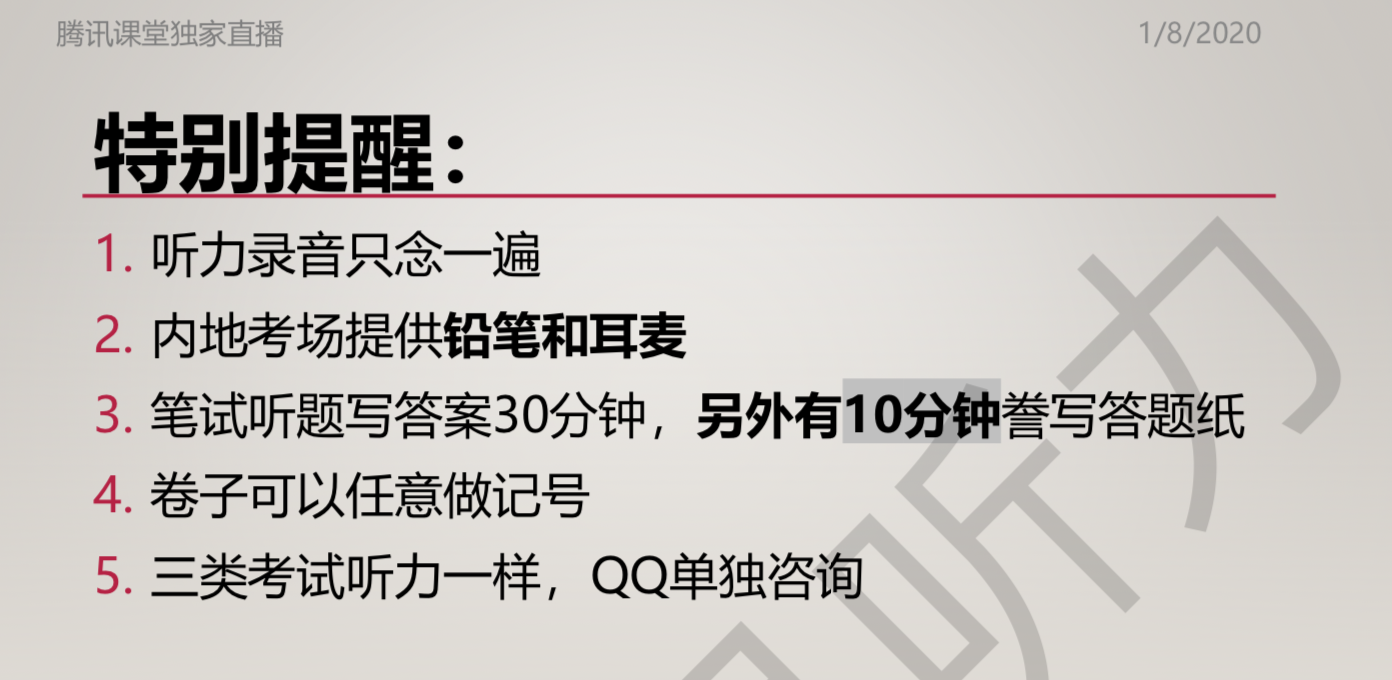 腾讯课堂独家直播
1/8/2020
特别提醒：
1. 听力录音只念一遍
2. 内地考场提供铅笔和耳麦
3. 笔试听题写答案30分钟，另外有10分钟誊写答题纸
4. 卷子可以任意做记号
5. 三类考试听力一样，QQ单独咨询
听力